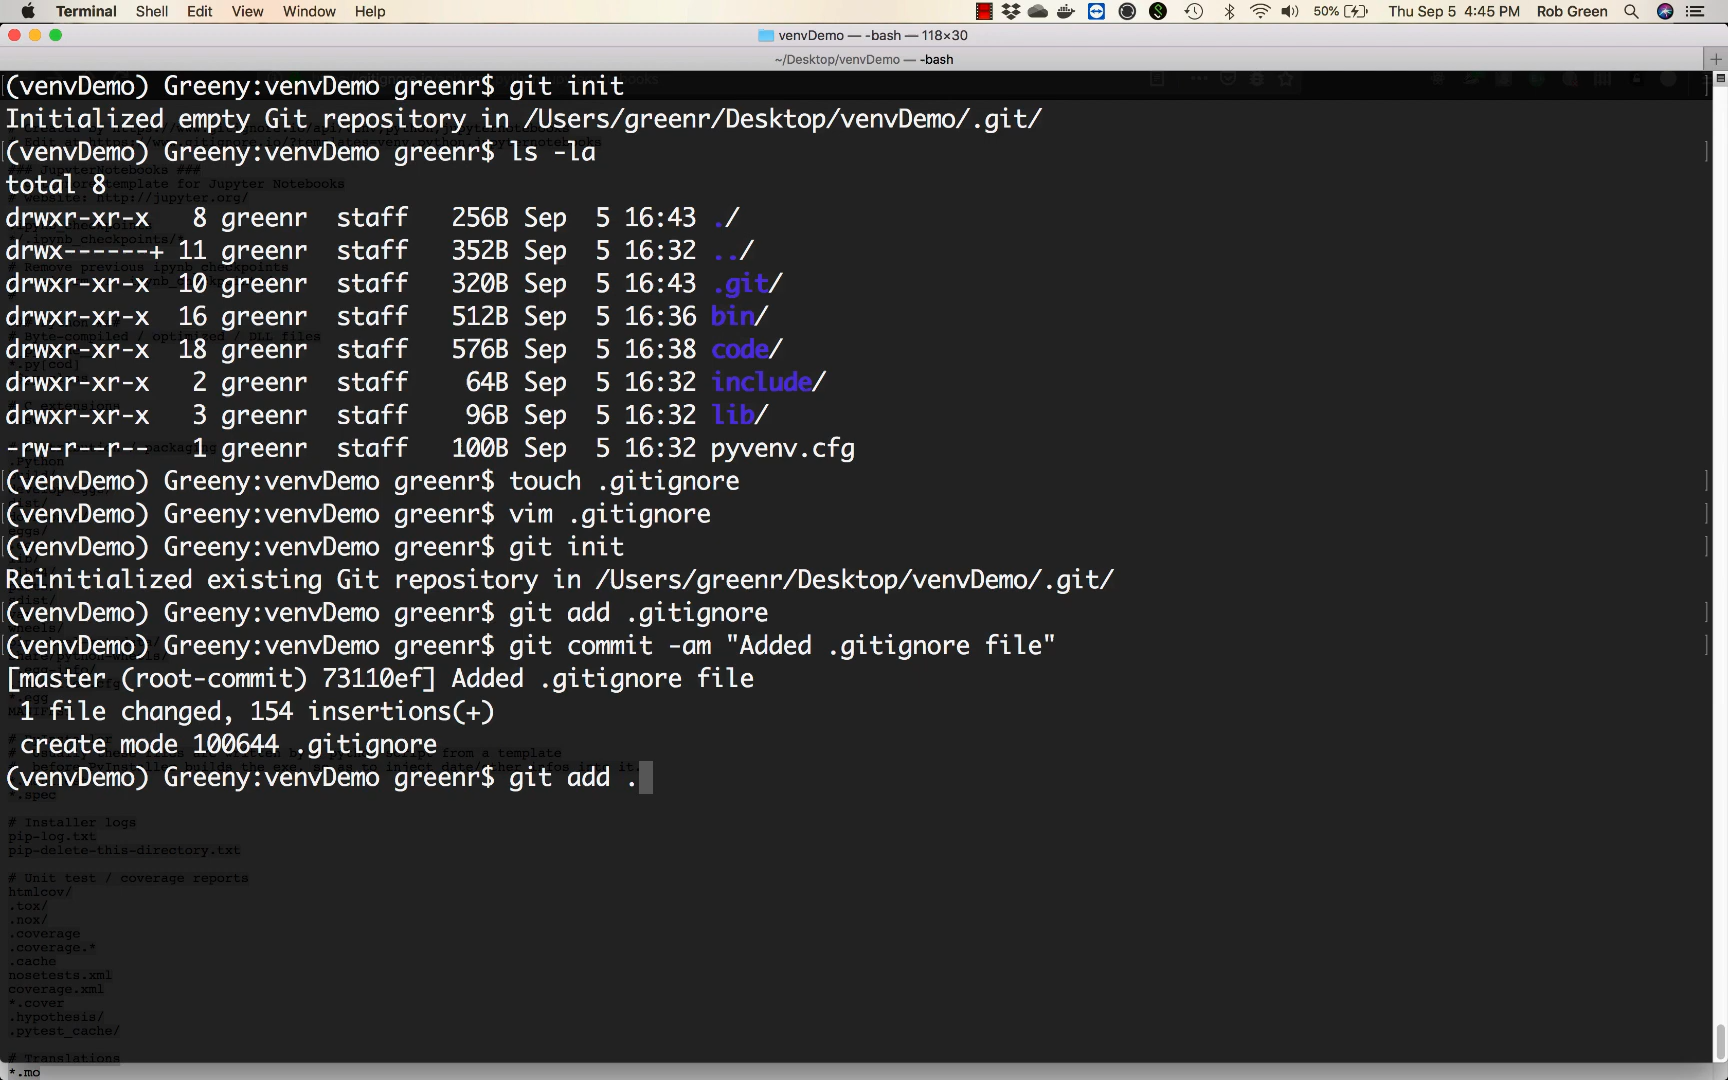 Terminal Shell Edit View Window Help 50% Thu Sep 5 4:45 PM Rob Green
venvDemo — -bash — 118×30
~/Desktop/venvDemo — -bash
(venvDemo) Greeny:venvDemo greenr$ git init
Initialized empty Git repository in /Users/greenr/Desktop/venvDemo/.git/
(venvDemo) Greeny:venvDemo greenr$ ls -la
total 8
drwxr-xr-x 8 greenr staff 256B Sep 5 16:43 ./
drwx------+ 11 greenr staff 352B Sep 5 16:32 ../
drwxr-xr-x 10 greenr staff 320B Sep 5 16:43 .git/
drwxr-xr-x 16 greenr staff 512B Sep 5 16:36 bin/
drwxr-xr-x 18 greenr staff 576B Sep 5 16:38 code/
drwxr-xr-x 2 greenr staff 64B Sep 5 16:32 include/
drwxr-xr-x 3 greenr staff 96B Sep 5 16:32 lib/
-rw-r--r-- 1 greenr staff 100B Sep 5 16:32 pyvenv.cfg
(venvDemo) Greeny:venvDemo greenr$ touch .gitignore
(venvDemo) Greeny:venvDemo greenr$ vim .gitignore
(venvDemo) Greeny:venvDemo greenr$ git init
Reinitialized existing Git repository in /Users/greenr/Desktop/venvDemo/.git/
(venvDemo) Greeny:venvDemo greenr$ git add .gitignore
(venvDemo) Greeny:venvDemo greenr$ git commit -am "Added .gitignore file"
[master (root-commit) 73110ef] Added .gitignore file
1 file changed, 154 insertions(+)
create mode 100644 .gitignore
(venvDemo) Greeny:venvDemo greenr$ git add .
*.spec
# Installer logs
pip-log.txt
pip-delete-this-directory.txt
# Unit test / coverage reports
htmlcov/
.tox/
.nox/
.coverage
.coverage.*
.cache
nosetests.xml
coverage.xml
*.cover
.hypothesis/
.pytest_cache/
# Translations
*.mo